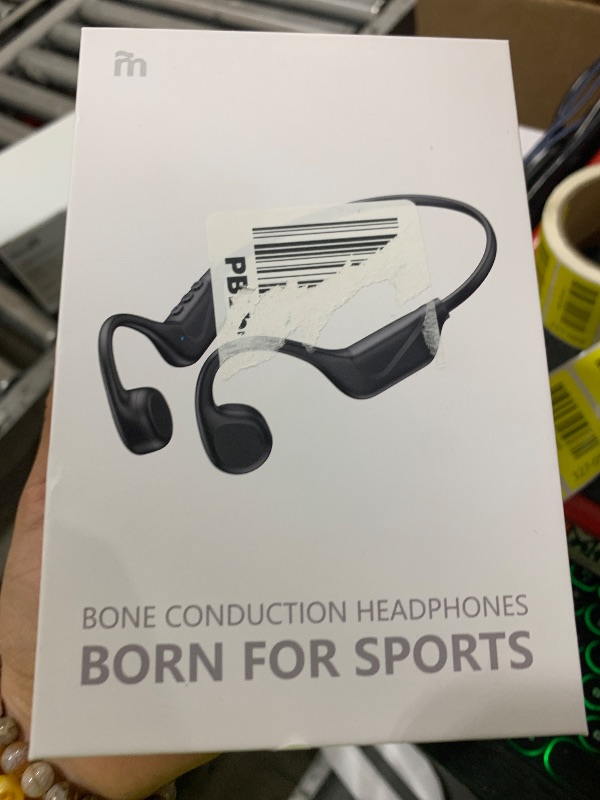 m̃
PB
BONE CONDUCTION HEADPHONES
BORN FOR SPORTS